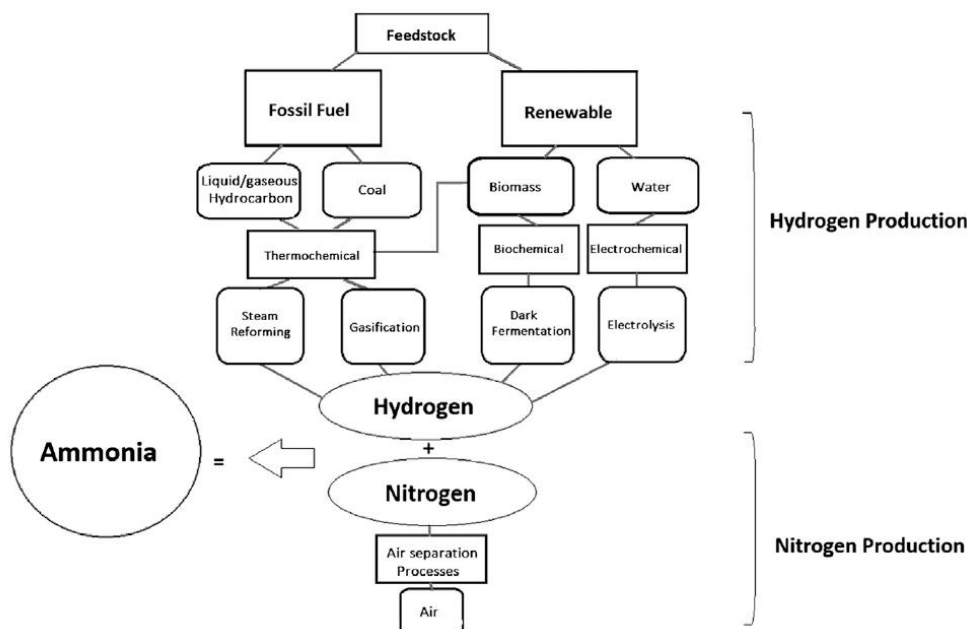 Feedstock
Fossil Fuel
Renewable
Liquid/gaseous
Hydrocarbon
Coal
Biomass
Water
Hydrogen Production
Thermochemical
Biochemical
Electrochemical
Steam
Reforming
Gasification
Dark
Fermentation
Electrolysis
Hydrogen
+
Ammonia
=
Nitrogen
Nitrogen Production
Air separation
Processes
Air